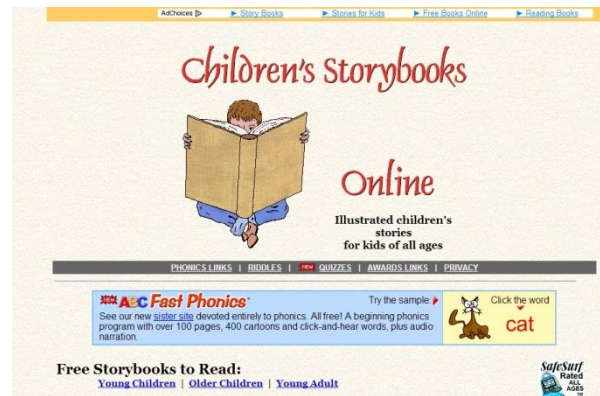 AdChoices ▶ Story Books ▶ Stories for Kids ▶ Free Books Online ▶ Reading Books
Children's Storybooks
Online
Illustrated children's
stories
for kids of all ages
PHONICS LINKS | RIDDLES | NEW QUIZZES | AWARDS LINKS | PRIVACY
ABC Fast Phonics
Try the sample.
See our new sister site devoted entirely to phonics. All free! A beginning phonics
program with over 100 pages, 400 cartoons and click-and-hear words, plus audio
narration.
Click the word
cat
Free Storybooks to Read:
Young Children | Older Children | Young Adult
SafeSurf
Rated
ALL
AGES